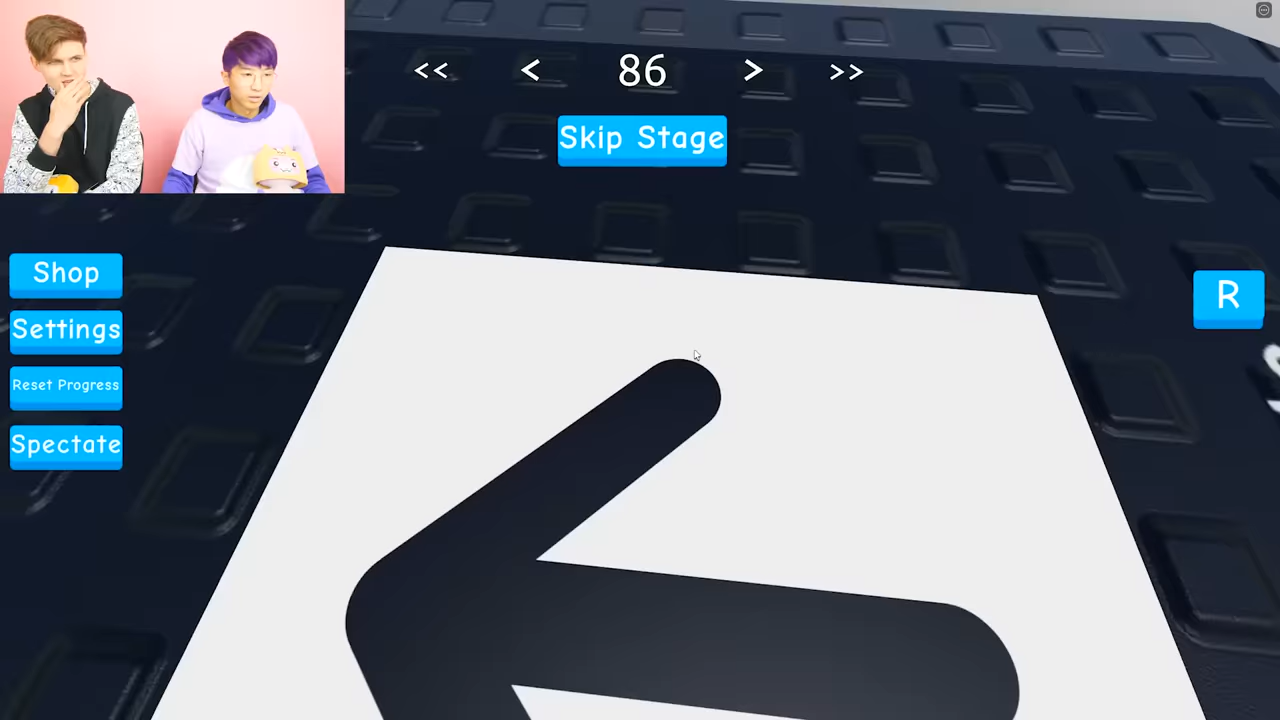 << < 86 > >>
Skip Stage
Shop
Settings
Reset Progress
Spectate
R